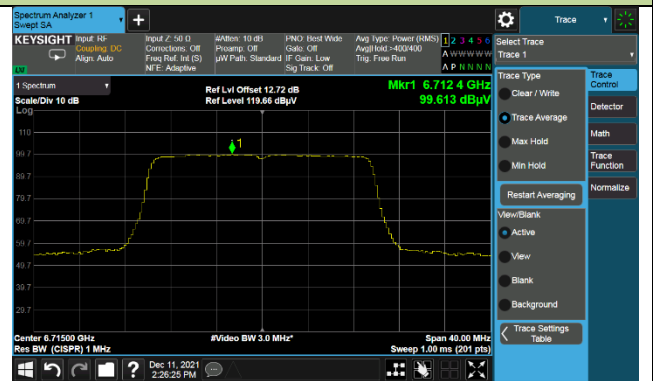 Spectrum Analyzer 1
Swept SA
+
Trace
KEYSIGHT
Input: RF
Coupling: DC
Align: Auto
Input Z: 50 Ω
Corrections: Off
Freq Ref: Int (S)
NFE: Adaptive
#Atten: 10 dB
Preamp: Off
µW Path: Standard
PNO: Best Wide
Gate: Off
IF Gain: Low
Sig Track: Off
Avg Type: Power (RMS)
Avg|Hold:>400/400
Trig: Free Run
1 2 3 4 5 6
A W W W W W
A P N N N N
Select Trace
Trace 1
LW
1 Spectrum
Scale/Div 10 dB
Ref Lvl Offset 12.72 dB
Ref Level 119.66 dBµV
Mkr1 6.712 4 GHz
99.613 dBµV
Log
110
99.7
89.7
79.7
69.7
59.7
49.7
39.7
29.7
1
Center 6.71500 GHz
Res BW (CISPR) 1 MHz
#Video BW 3.0 MHz*
Span 40.00 MHz
Sweep 1.00 ms (201 pts)
Trace Type
Clear / Write
Trace Average
Max Hold
Min Hold
Restart Averaging
View/Blank
Active
View
Blank
Background
Trace Settings
Table
Trace
Control
Detector
Math
Trace
Function
Normalize
?
Dec 11, 2021
2:26:25 PM